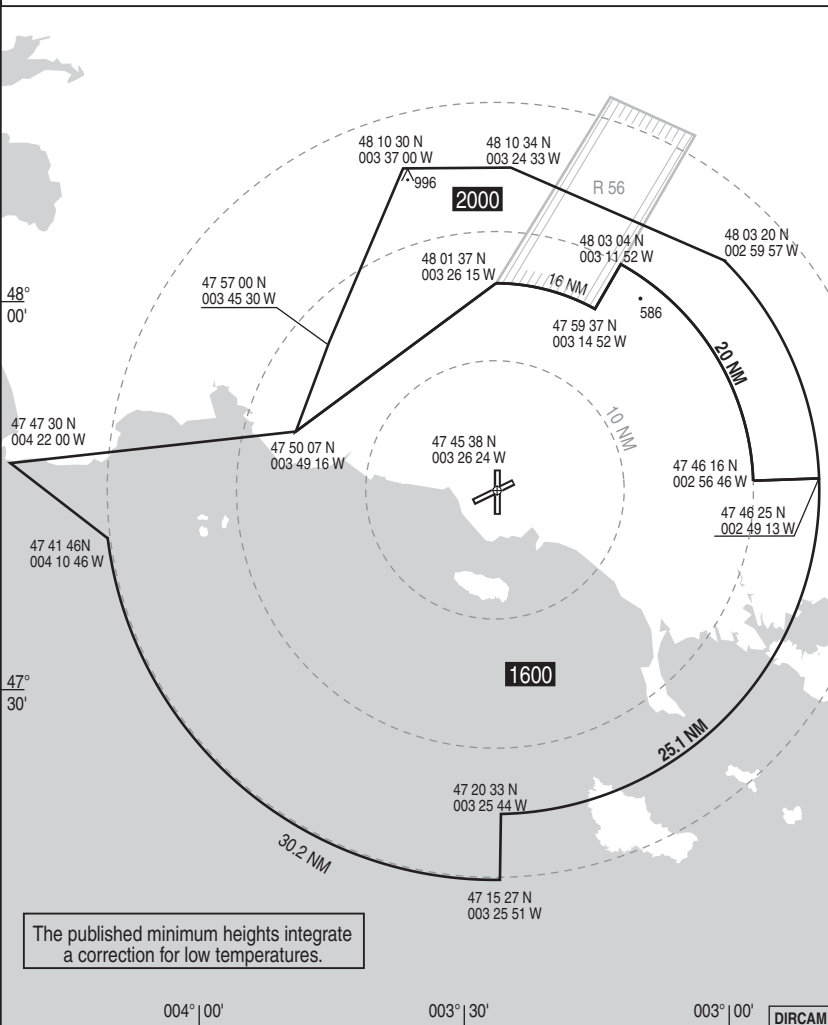 48 10 30 N
003 37 00 W
48 10 34 N
003 24 33 W
996
2000
R 56
48 03 20 N
002 59 57 W
48 03 04 N
003 11 52 W
48 01 37 N
003 26 15 W
47 57 00 N
003 45 30 W
16 NM
586
48°
00'
47 59 37 N
003 14 52 W
20 NM
10 NM
47 47 30 N
004 22 00 W
47 50 07 N
003 49 16 W
47 45 38 N
003 26 24 W
47 46 16 N
002 56 46 W
47 46 25 N
002 49 13 W
47 41 46N
004 10 46 W
1600
47°
30'
25.1 NM
47 20 33 N
003 25 44 W
30.2 NM
47 15 27 N
003 25 51 W
The published minimum heights integrate
a correction for low temperatures.
004° 00'
003° 30'
003° 00'
DIRCAM